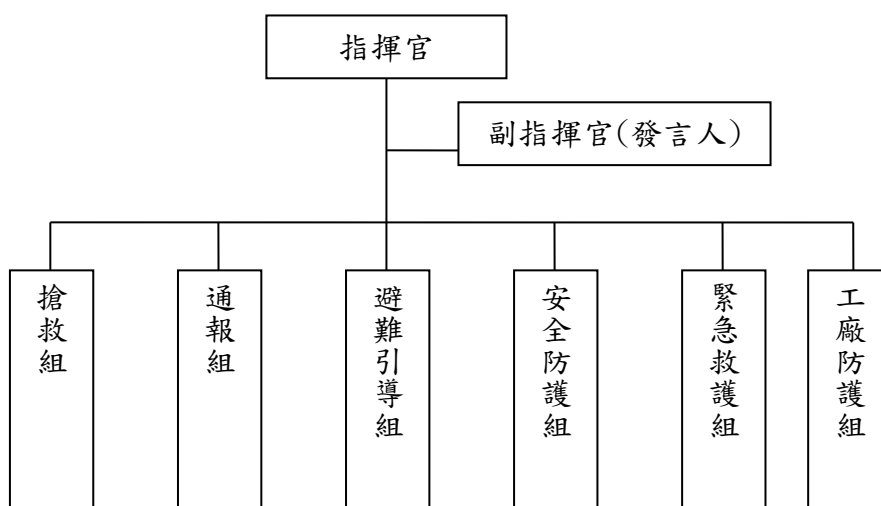 指揮官
副指揮官(發言人)
搶救組
通報組
避難引導組
安全防護組
緊急救護組
工廠防護組